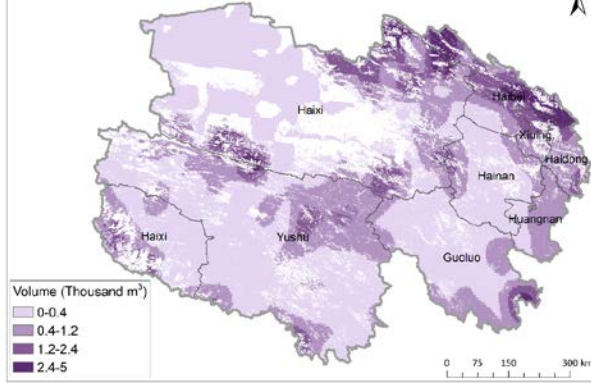 Haixi
Haibei
Xining
Haidong
Hainan
Huangnan
Haixi
Yushu
Guoluo
Volume (Thousand m³)
0-0.4
0.4-1.2
1.2-2.4
2.4-5
0 75 150 300 km